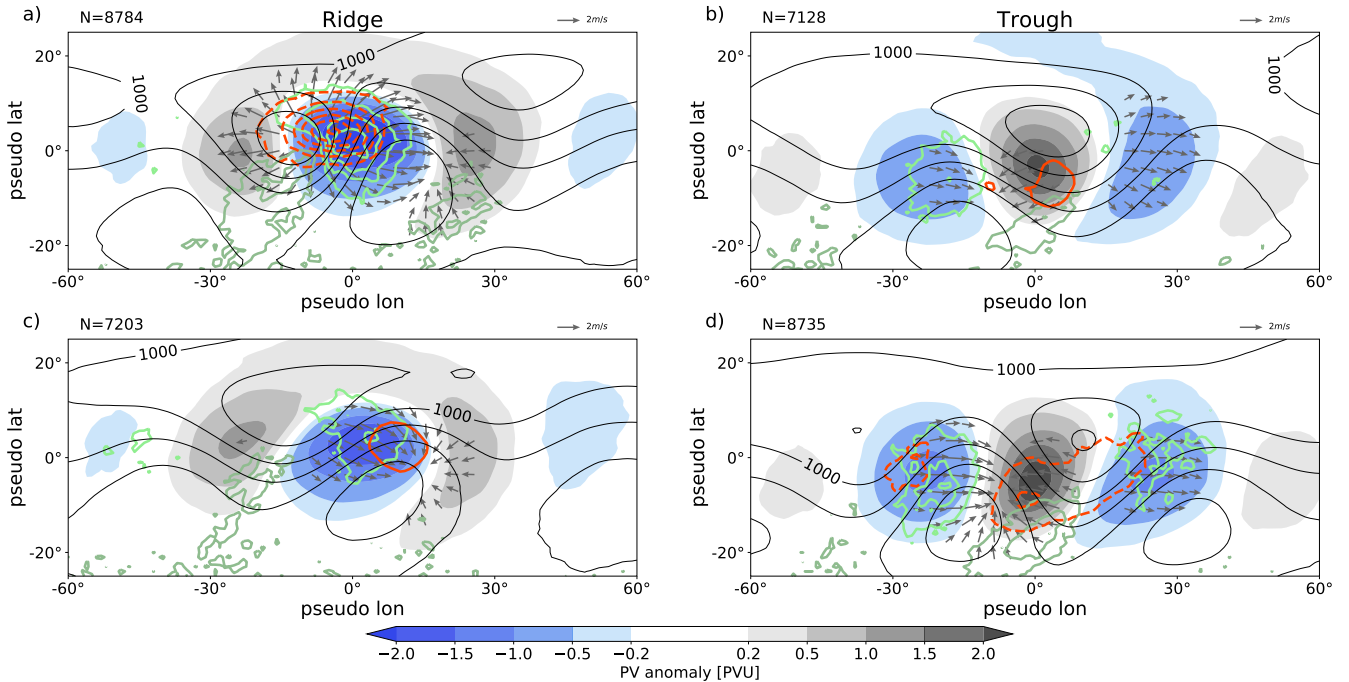 a) N=8784 Ridge 2m/s
b) N=7128 Trough 2m/s
20°
0°
-20°
pseudo lat
1000
1000
-60° -30° 0° 30° 60°
pseudo lon
20°
0°
-20°
pseudo lat
1000
1000
-60° -30° 0° 30° 60°
pseudo lon
c) N=7203 2m/s
d) N=8735 2m/s
20°
0°
-20°
pseudo lat
1000
1000
-60° -30° 0° 30° 60°
pseudo lon
20°
0°
-20°
pseudo lat
1000
1000
-60° -30° 0° 30° 60°
pseudo lon
−2.0 −1.5 −1.0 −0.5 −0.2 0.2 0.5 1.0 1.5 2.0
PV anomaly [PVU]